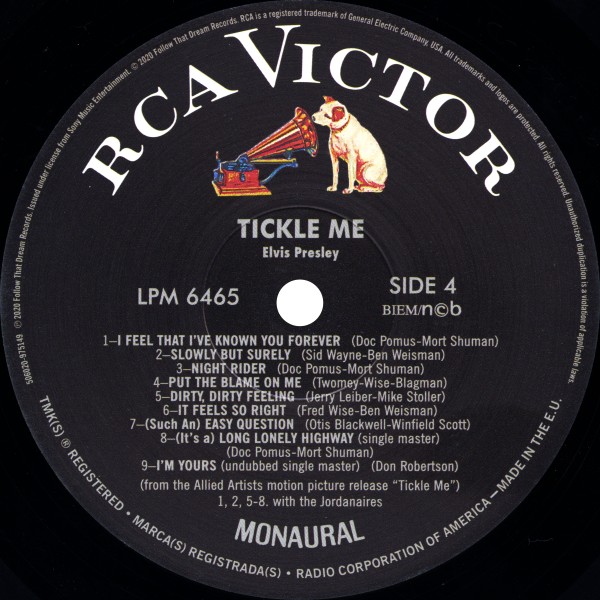 © 2020 Follow That Dream Records. Issued under license from Sony Music Entertainment. ℗ 2020 Follow That Dream Records. RCA is a registered trademark of General Electric Company, USA. All trademarks and logos are protected. All rights reserved. Unauthorized duplication is a violation of applicable laws.
RCA VICTOR
TICKLE ME
Elvis Presley
LPM 6465
SIDE 4
BIEM/n©b
1—I FEEL THAT I'VE KNOWN YOU FOREVER (Doc Pomus-Mort Shuman)
2—SLOWLY BUT SURELY (Sid Wayne-Ben Weisman)
3—NIGHT RIDER (Doc Pomus-Mort Shuman)
4—PUT THE BLAME ON ME (Twomey-Wise-Blagman)
5—DIRTY, DIRTY FEELING (Jerry Leiber-Mike Stoller)
6—IT FEELS SO RIGHT (Fred Wise-Ben Weisman)
7—(Such An) EASY QUESTION (Otis Blackwell-Winfield Scott)
8—(It's a) LONG LONELY HIGHWAY (single master)
(Doc Pomus-Mort Shuman)
9—I'M YOURS (undubbed single master) (Don Robertson)
(from the Allied Artists motion picture release "Tickle Me")
1, 2, 5-8. with the Jordanaires
MONAURAL
506020-975149
TMK(S) ® REGISTERED • MARCA(S) REGISTRADA(S) • RADIO CORPORATION OF AMERICA—MADE IN THE E.U.